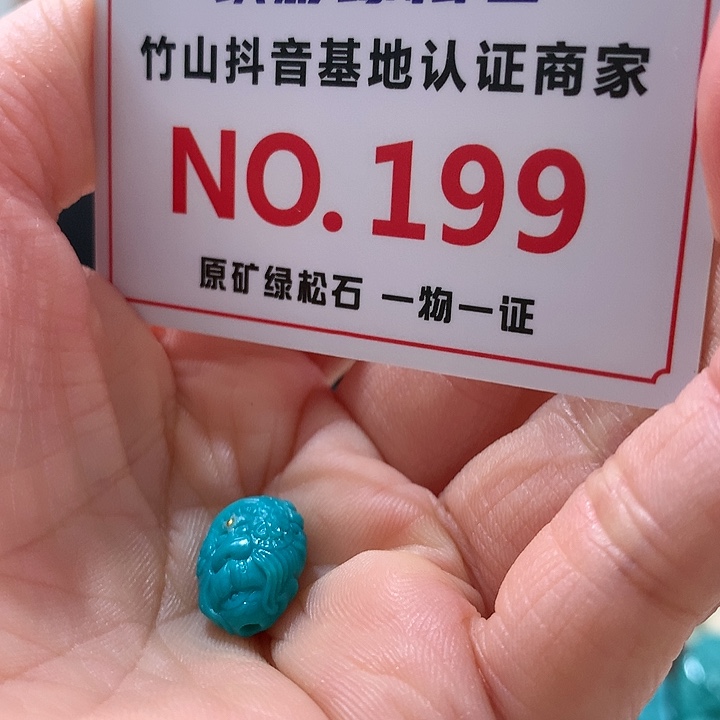 竹山抖音基地认证商家
NO.199
原矿绿松石 一物一证